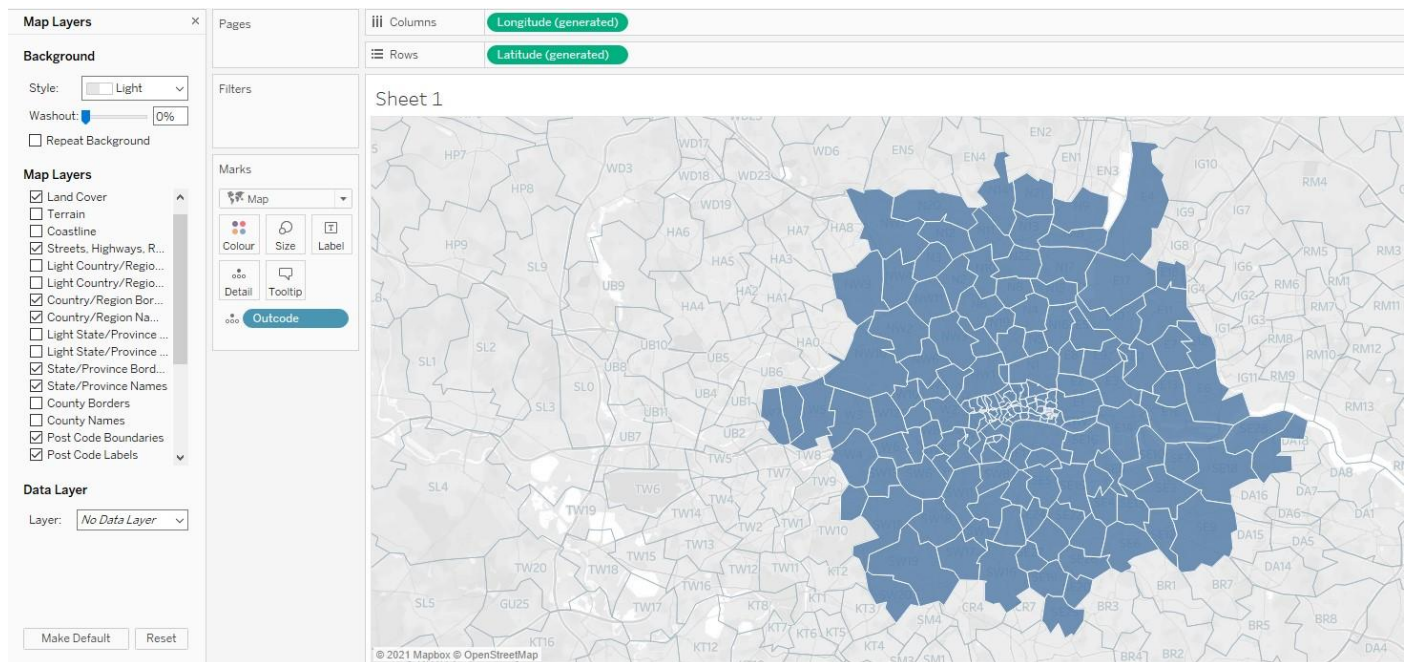 Map Layers ×
Background
Style: Light
Washout: 0%
Repeat Background
Map Layers
Land Cover
Terrain
Coastline
Streets, Highways, R...
Light Country/Regio...
Light Country/Regio...
Country/Region Bor...
Country/Region Na...
Light State/Province ...
Light State/Province ...
State/Province Bord...
State/Province Names
County Borders
County Names
Post Code Boundaries
Post Code Labels
Data Layer
Layer: No Data Layer
Make Default Reset
Pages
Filters
Marks
Map
Colour Size Label
Detail Tooltip
Outcode
Columns Longitude (generated)
Rows Latitude (generated)
Sheet 1
EN2
WD17 WD6 EN5 EN4 EN1 EN3 IG10
HP7 WD3 WD18 WD23 RM4
HP8
WD19 IG9 IG7
HA6 HA7 HA8
HP9 SL9 HA5 HA3 IG8 RM5 RM3
UB9 HA2 HA1 IG6 RM6 RM1
HA4 IG2 RM7 RM11
IG3
UB10 HA0 IG1 RM8
SL1 SL2 UB8 UB5 UB6 RM10 RM12
SL0 UB4 UB1 IG11 RM9
SL3 UB11 RM13
UB7 UB2
TW5 TW8 DA18
TW7 DA8
SL4 TW6 TW9 DA16 DA7
TW19 TW4 DA6 DA1
TW14 TW2 TW1 TW10 DA15 DA5
TW15 TW13
TW20 TW18 TW12 TW11 KT2 DA14
TW16 BR1 BR7
SL5 GU25 TW17 KT8 KT1 KT3 CR4 CR7 BR3
SM4 BR5 BR8
KT7 KT6 KT5
KT16 KT12 KT4 DA4
SM3 SM1 BR4 BR2
© 2021 Mapbox © OpenStreetMap